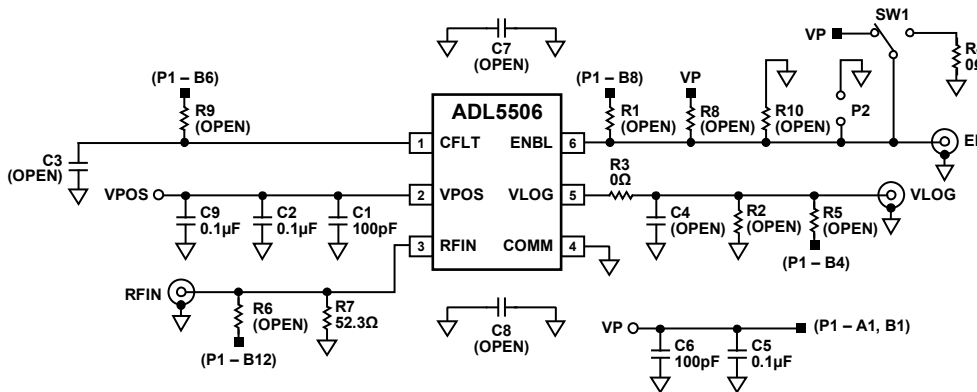 C7
(OPEN)
SW1
VP
0Ω
(P1 – B6)
R9
(OPEN)
C3
(OPEN)
ADL5506
1
CFLT
ENBL
6
2
VPOS
VLOG
5
3
RFIN
COMM
4
(P1 – B8)
R1
(OPEN)
VP
R8
(OPEN)
R10
(OPEN)
P2
R3
0Ω
VPOS
C9
0.1µF
C2
0.1µF
C1
100pF
C4
(OPEN)
R2
(OPEN)
R5
(OPEN)
(P1 – B4)
VLOG
RFIN
R6
(OPEN)
(P1 – B12)
R7
52.3Ω
C8
(OPEN)
VP
(P1 – A1, B1)
C6
100pF
C5
0.1µF